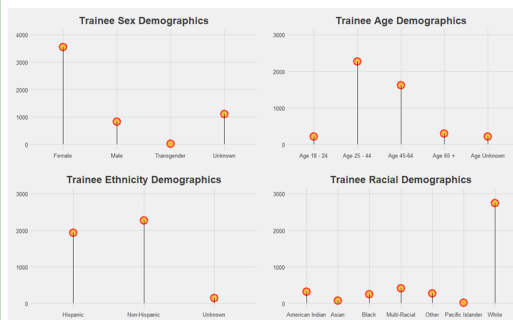 Trainee Sex Demographics
4000
3000
2000
1000
0
Female Male Transgender Unknown
Trainee Age Demographics
3000
2000
1000
0
Age 18 - 24 Age 25 - 44 Age 45-64 Age 65 + Age Unknown
Trainee Ethnicity Demographics
3000
2000
1000
0
Hispanic Non-Hispanic Unknown
Trainee Racial Demographics
3000
2000
1000
0
American Indian Asian Black Multi-Racial Other Pacific Islander White